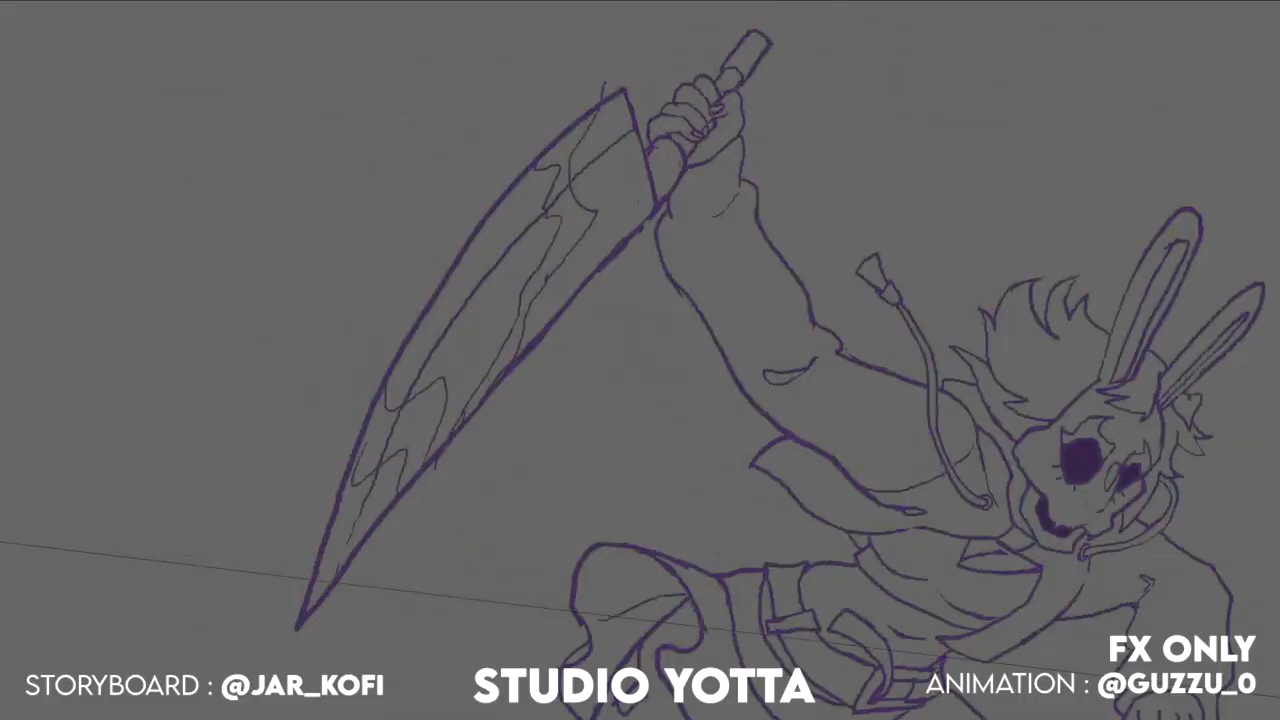 FX ONLY
STORYBOARD : @JAR_KOFI
STUDIO YOTTA
ANIMATION : @GUZZU_0